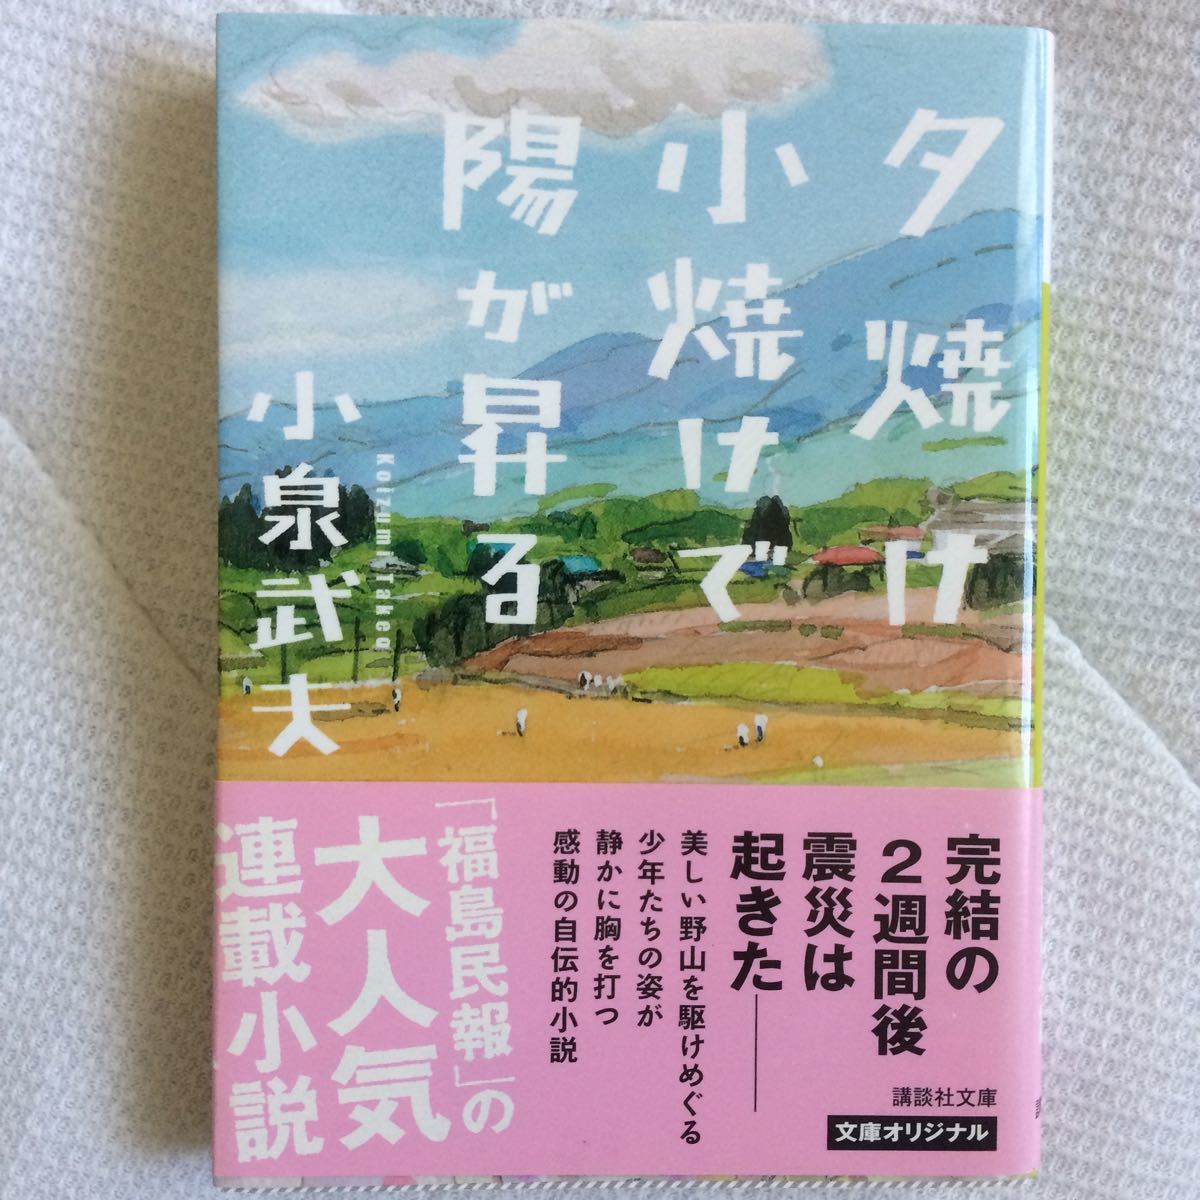 夕焼け
小焼けで
陽が昇る
小泉武夫
Koizumi Takeo
完結の
2週間後
震災は
起きた――
美しい野山を駆けめぐる
少年たちの姿が
静かに胸を打つ
感動の自伝的小説
「福島民報」の
大人気
連載小説
講談社文庫
文庫オリジナル